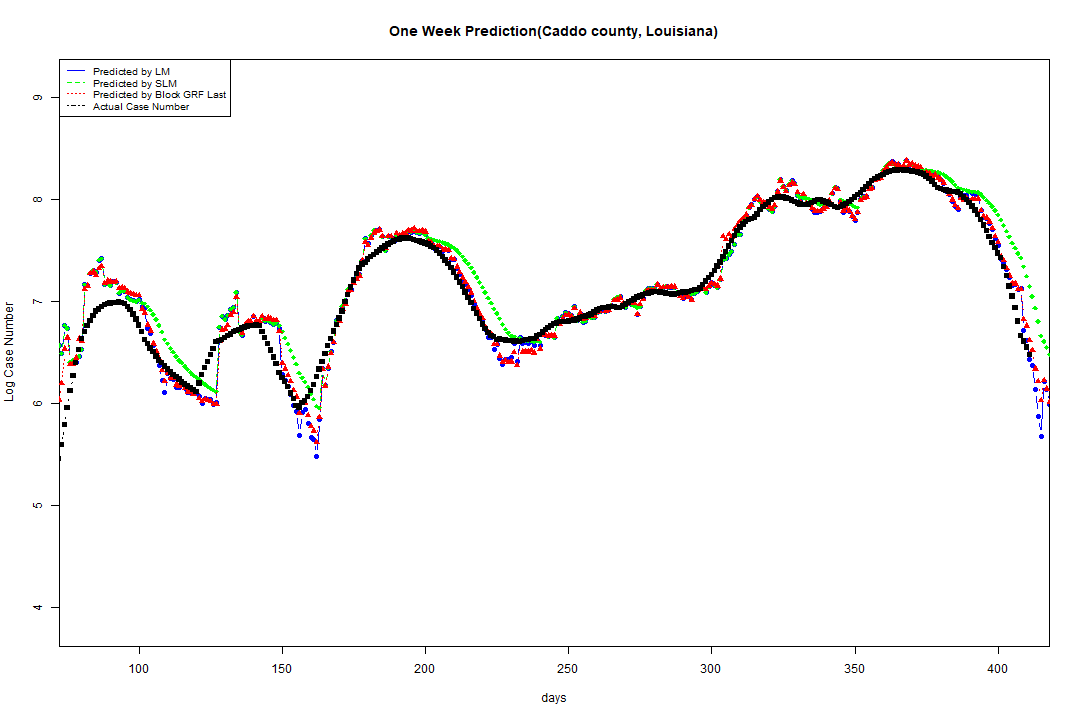 One Week Prediction(Caddo county, Louisiana)
Predicted by LM
Predicted by SLM
Predicted by Block GRF Last
Actual Case Number
9
8
7
6
5
4
Log Case Number
100 150 200 250 300 350 400
days